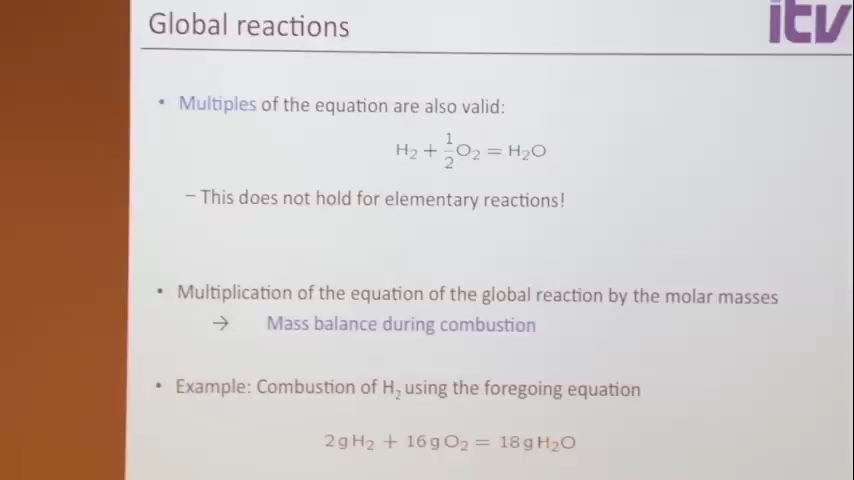 Global reactions
itv
• Multiples of the equation are also valid:
H₂ + 1/2 O₂ = H₂O
– This does not hold for elementary reactions!
• Multiplication of the equation of the global reaction by the molar masses
→ Mass balance during combustion
• Example: Combustion of H₂ using the foregoing equation
2 g H₂ + 16 g O₂ = 18 g H₂O